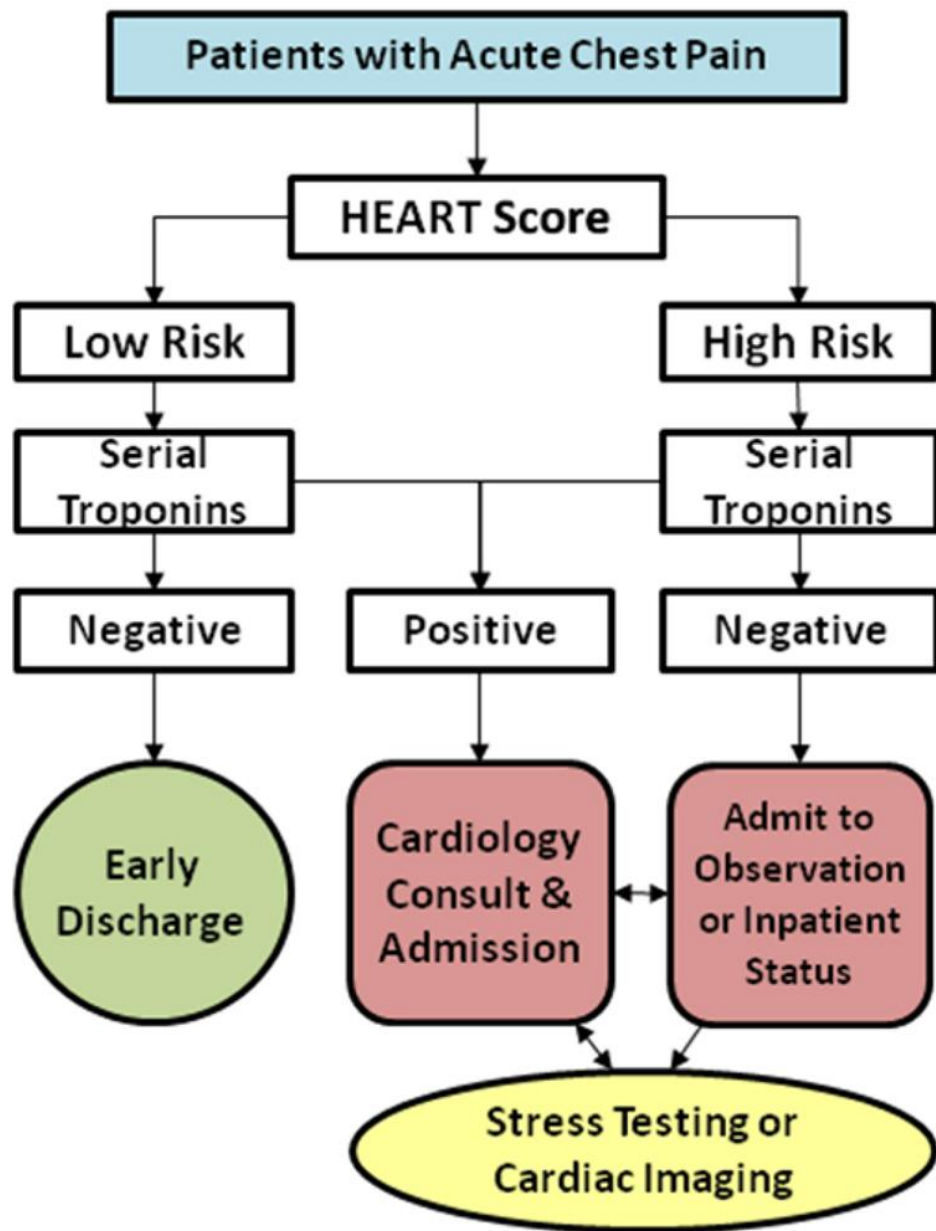 Patients with Acute Chest Pain
HEART Score
Low Risk
High Risk
Serial
Troponins
Serial
Troponins
Negative
Positive
Negative
Early
Discharge
Cardiology
Consult &
Admission
Admit to
Observation
or Inpatient
Status
Stress Testing or
Cardiac Imaging